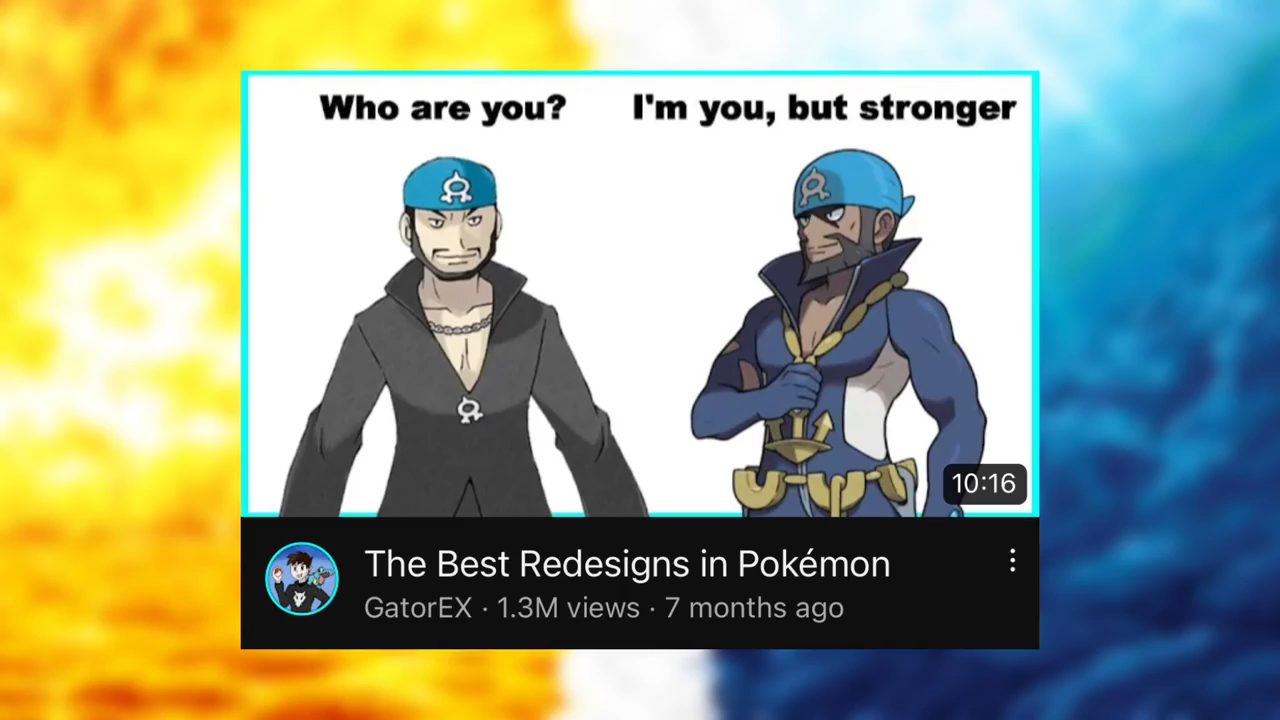 Who are you? I'm you, but stronger
10:16
The Best Redesigns in Pokémon
GatorEX · 1.3M views · 7 months ago